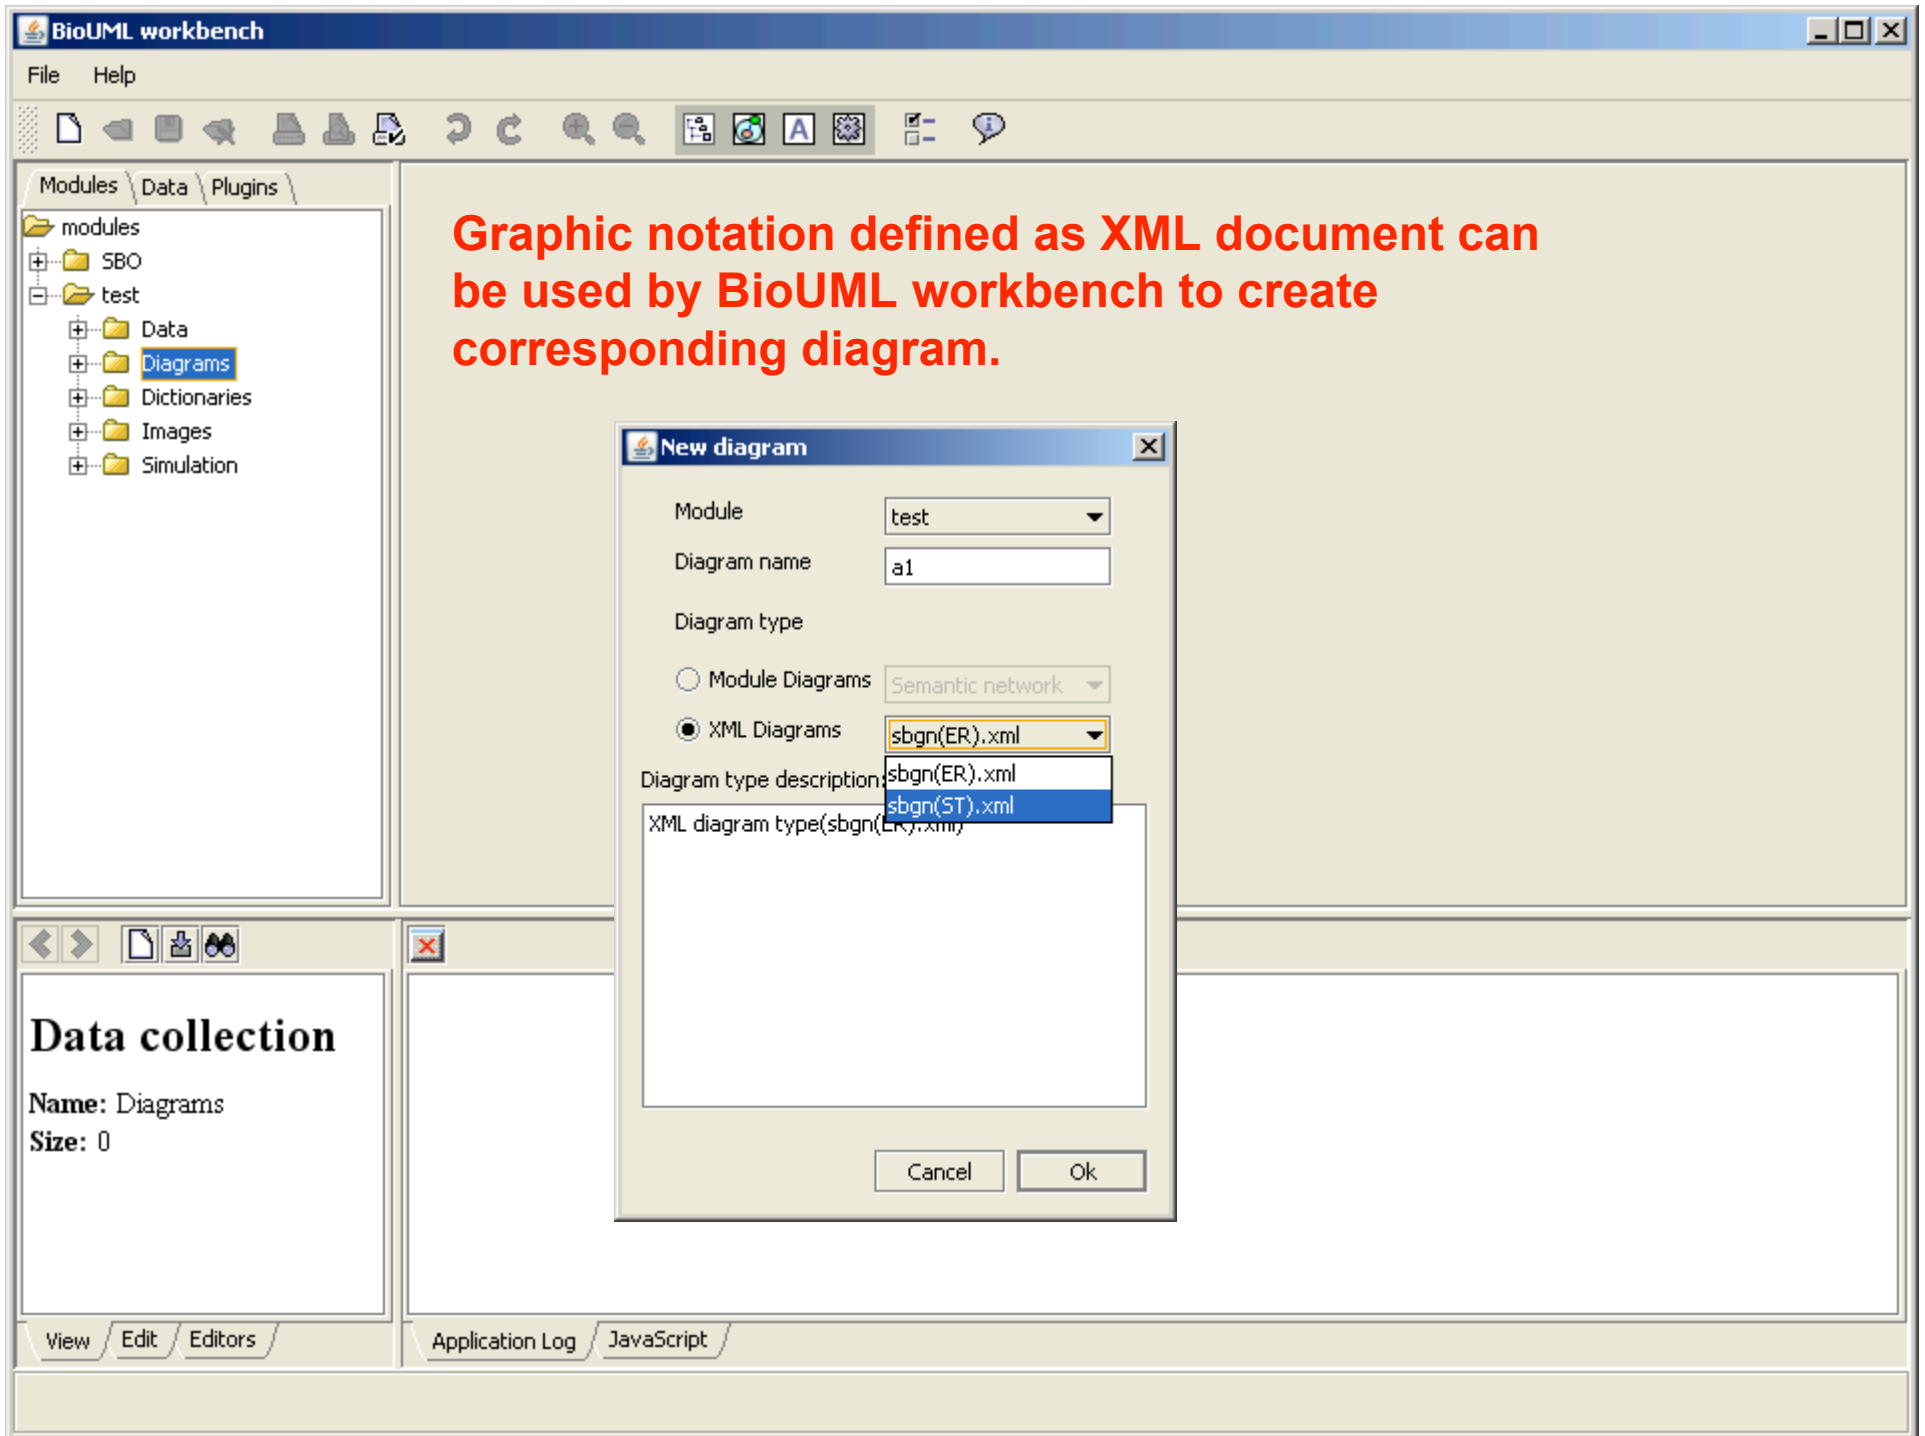 BioUML workbench
File Help
Modules Data Plugins
modules
SBO
test
Data
Diagrams
Dictionaries
Images
Simulation
Graphic notation defined as XML document can
be used by BioUML workbench to create
corresponding diagram.
New diagram
Module test
Diagram name a1
Diagram type
Module Diagrams Semantic network
XML Diagrams sbgn(ER).xml
sbgn(ER).xml
sbgn(ST).xml
Diagram type description:
XML diagram type(sbgn(ER).xml)
Cancel Ok
Data collection
Name: Diagrams
Size: 0
View Edit Editors
Application Log JavaScript